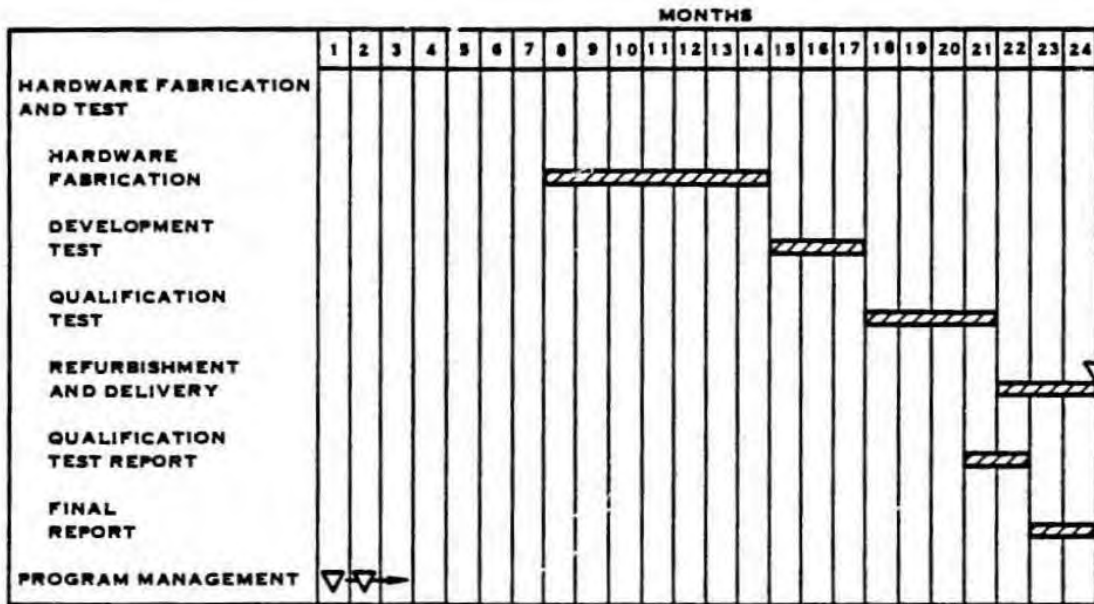 MONTHS
1 2 3 4 5 6 7 8 9 10 11 12 13 14 15 16 17 18 19 20 21 22 23 24
HARDWARE FABRICATION
AND TEST
HARDWARE
FABRICATION
DEVELOPMENT
TEST
QUALIFICATION
TEST
REFURBISHMENT
AND DELIVERY
QUALIFICATION
TEST REPORT
FINAL
REPORT
PROGRAM MANAGEMENT